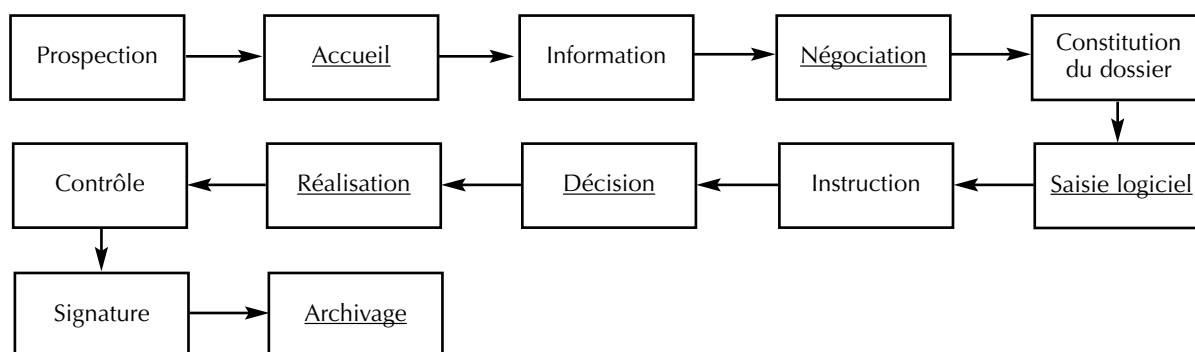 Prospection
Accueil
Information
Négociation
Constitution
du dossier
Saisie logiciel
Instruction
Décision
Réalisation
Contrôle
Signature
Archivage